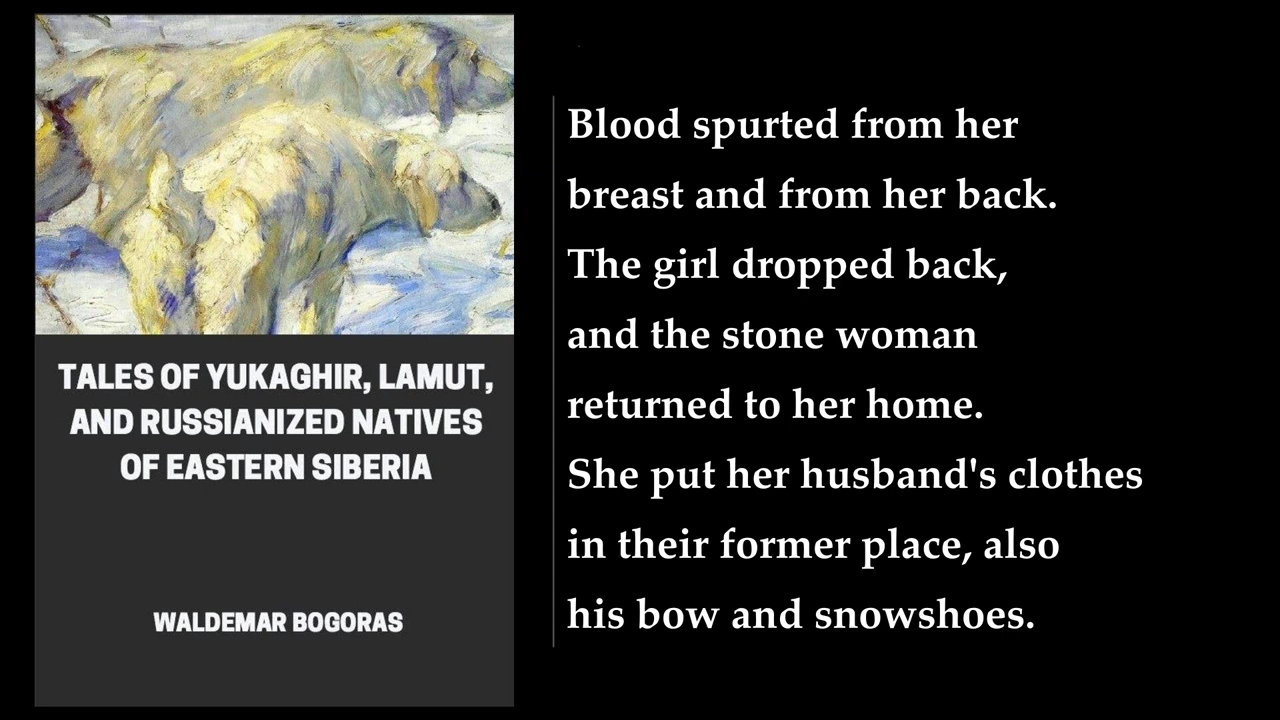 TALES OF YUKAGHIR, LAMUT,
AND RUSSIANIZED NATIVES
OF EASTERN SIBERIA
WALDEMAR BOGORAS
Blood spurted from her
breast and from her back.
The girl dropped back,
and the stone woman
returned to her home.
She put her husband's clothes
in their former place, also
his bow and snowshoes.